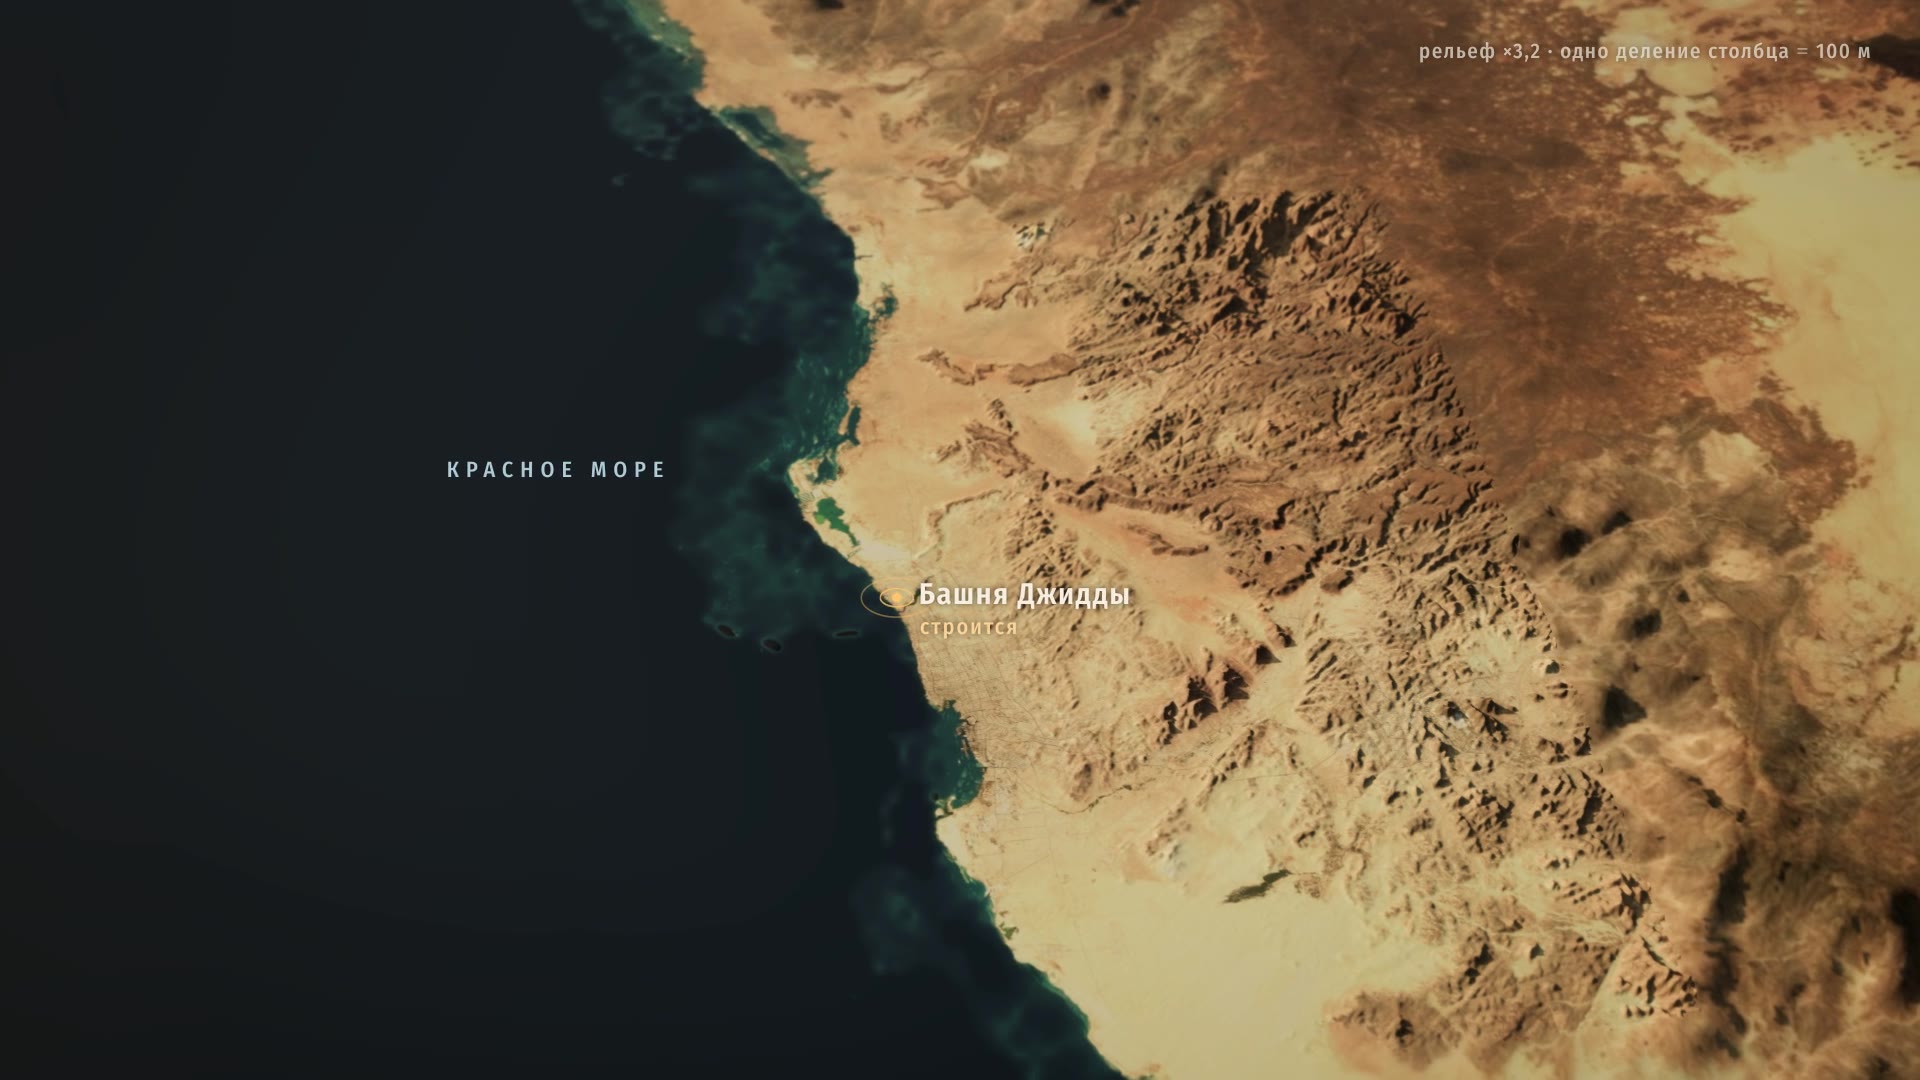 рельеф ×3,2 · одно деление столбца = 100 м
КРАСНОЕ МОРЕ
Башня Джидды
строится